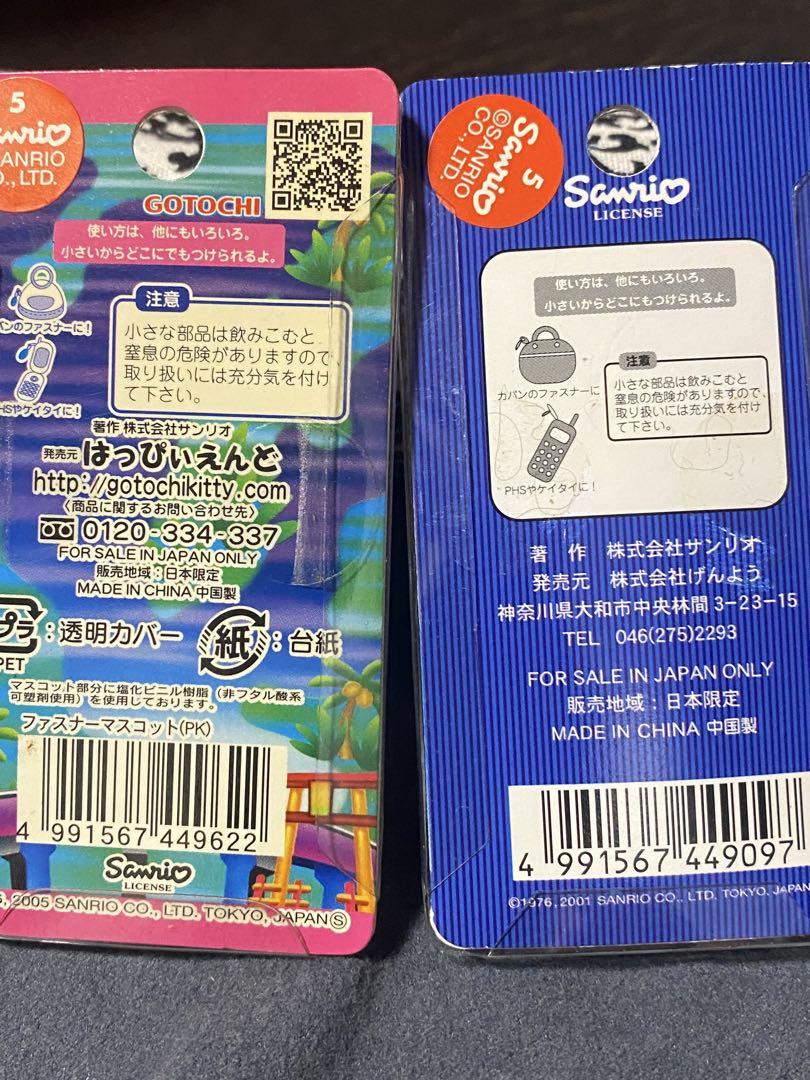 5
Sanrio
SANRIO
CO., LTD.
GOTOCHI
使い方は、他にもいろいろ。
小さいからどこにでもつけられるよ。
カバンのファスナーに!
PHSやケイタイに!
注意
小さな部品は飲みこむと
窒息の危険がありますので、
取り扱いには充分気を付け
て下さい。
著作 株式会社サンリオ
発売元 はっぴぃえんど
http://gotochikitty.com
〈商品に関するお問い合わせ先〉
0120-334-337
FOR SALE IN JAPAN ONLY
販売地域:日本限定
MADE IN CHINA 中国製
プラ
PET
:透明カバー
紙
:台紙
マスコット部分に塩化ビニル樹脂(非フタル酸系
可塑剤使用)を使用しております。
ファスナーマスコット(PK)
4 991567 449622
Sanrio
LICENSE
6, 2005 SANRIO CO., LTD. TOKYO, JAPAN Ⓢ
5
Sanrio
©SANRIO
CO., LTD.
Sanrio
LICENSE
使い方は、他にもいろいろ。
小さいからどこにもつけられるよ。
カバンのファスナーに
PHSやケイタイに!
注意
小さな部品は飲みこむと
窒息の危険がありますので、
取り扱いには充分気を付け
て下さい。
著 作 株式会社サンリオ
発売元 株式会社げんよう
神奈川県大和市中央林間3-23-15
TEL 046(275)2293
FOR SALE IN JAPAN ONLY
販売地域:日本限定
MADE IN CHINA 中国製
4 991567 449097
©1976, 2001 SANRIO CO., LTD. TOKYO, JAPAN